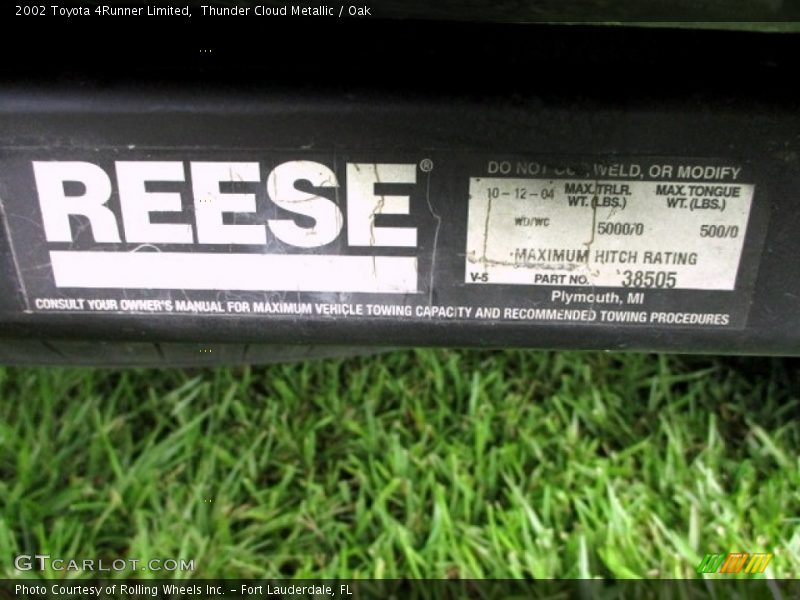 2002 Toyota 4Runner Limited,  Thunder Cloud Metallic / Oak
REESE®
DO NOT CUT, WELD, OR MODIFY
10-12-04 MAX. TRLR. WT. (LBS.) MAX. TONGUE WT. (LBS.)
WD/WC 5000/0 500/0
MAXIMUM HITCH RATING
V-5 PART NO. 38505
Plymouth, MI
CONSULT YOUR OWNER'S MANUAL FOR MAXIMUM VEHICLE TOWING CAPACITY AND RECOMMENDED TOWING PROCEDURES
GTCARLOT.COM
Photo Courtesy of Rolling Wheels Inc. - Fort Lauderdale, FL